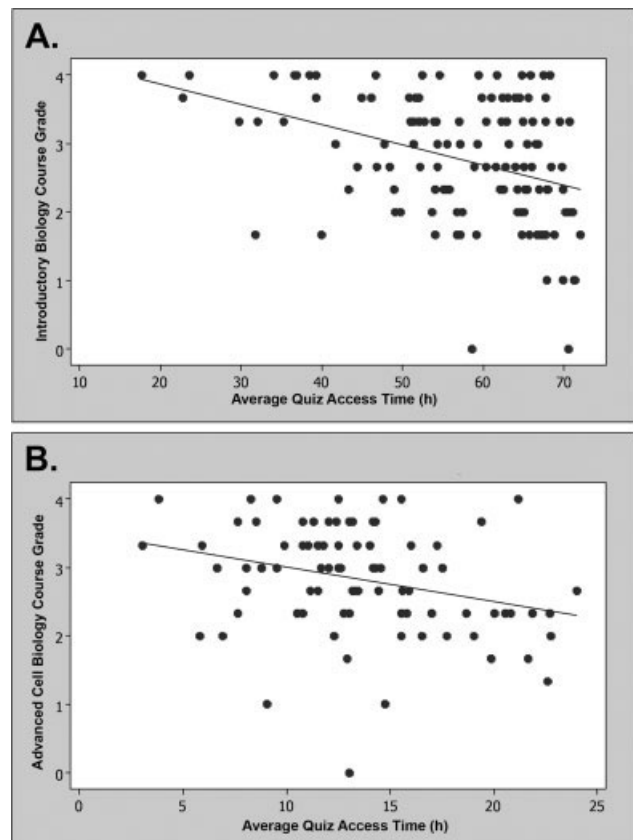 A.
Introductory Biology Course Grade
4
3
2
1
0
10 20 30 40 50 60 70
Average Quiz Access Time (h)
B.
Advanced Cell Biology Course Grade
4
3
2
1
0
0 5 10 15 20 25
Average Quiz Access Time (h)